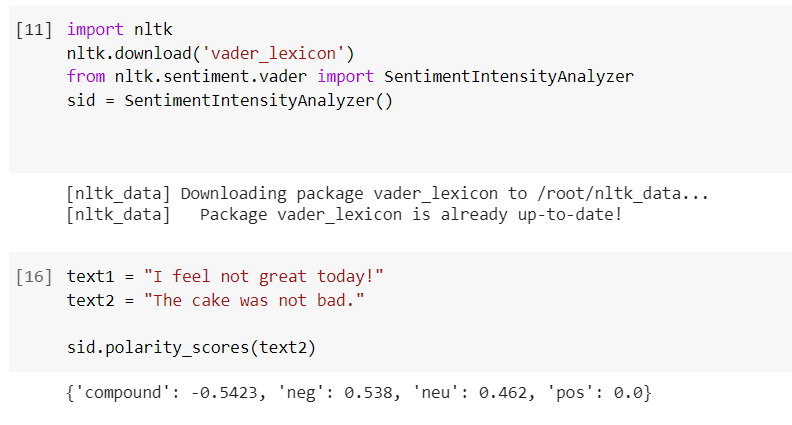 [11] import nltk
nltk.download('vader_lexicon')
from nltk.sentiment.vader import SentimentIntensityAnalyzer
sid = SentimentIntensityAnalyzer()
[nltk_data] Downloading package vader_lexicon to /root/nltk_data...
[nltk_data]   Package vader_lexicon is already up-to-date!
[16] text1 = "I feel not great today!"
text2 = "The cake was not bad."
sid.polarity_scores(text2)
{'compound': -0.5423, 'neg': 0.538, 'neu': 0.462, 'pos': 0.0}